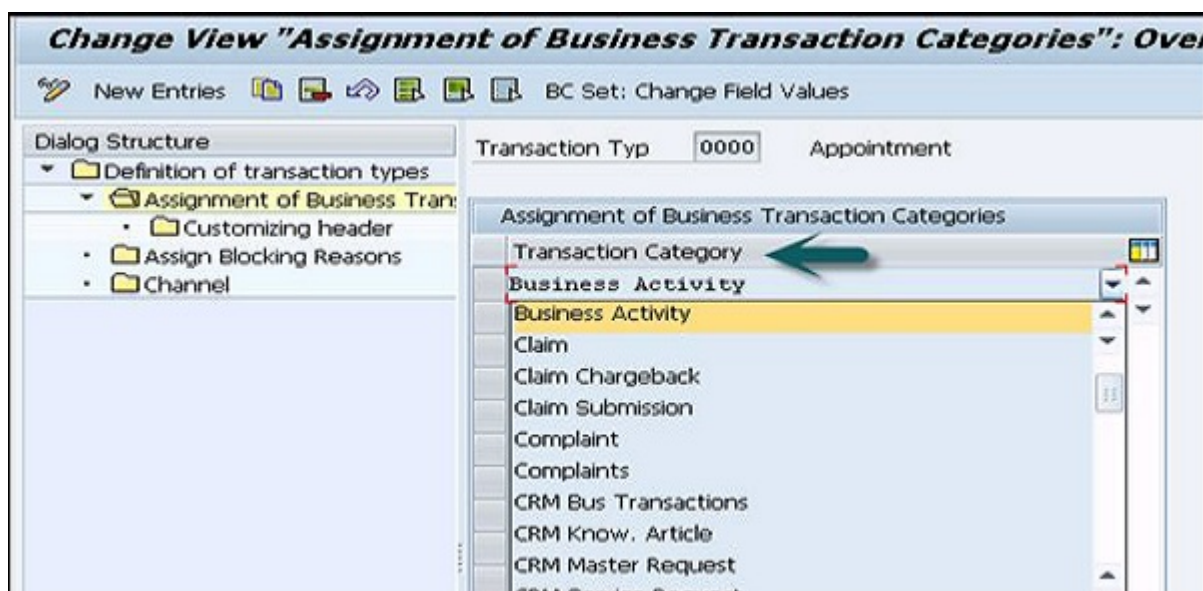 Change View "Assignment of Business Transaction Categories": Over
New Entries BC Set: Change Field Values
Dialog Structure
Definition of transaction types
Assignment of Business Tran
Customizing header
Assign Blocking Reasons
Channel
Transaction Typ 0000 Appointment
Assignment of Business Transaction Categories
Transaction Category
Business Activity
Business Activity
Claim
Claim Chargeback
Claim Submission
Complaint
Complaints
CRM Bus Transactions
CRM Know. Article
CRM Master Request